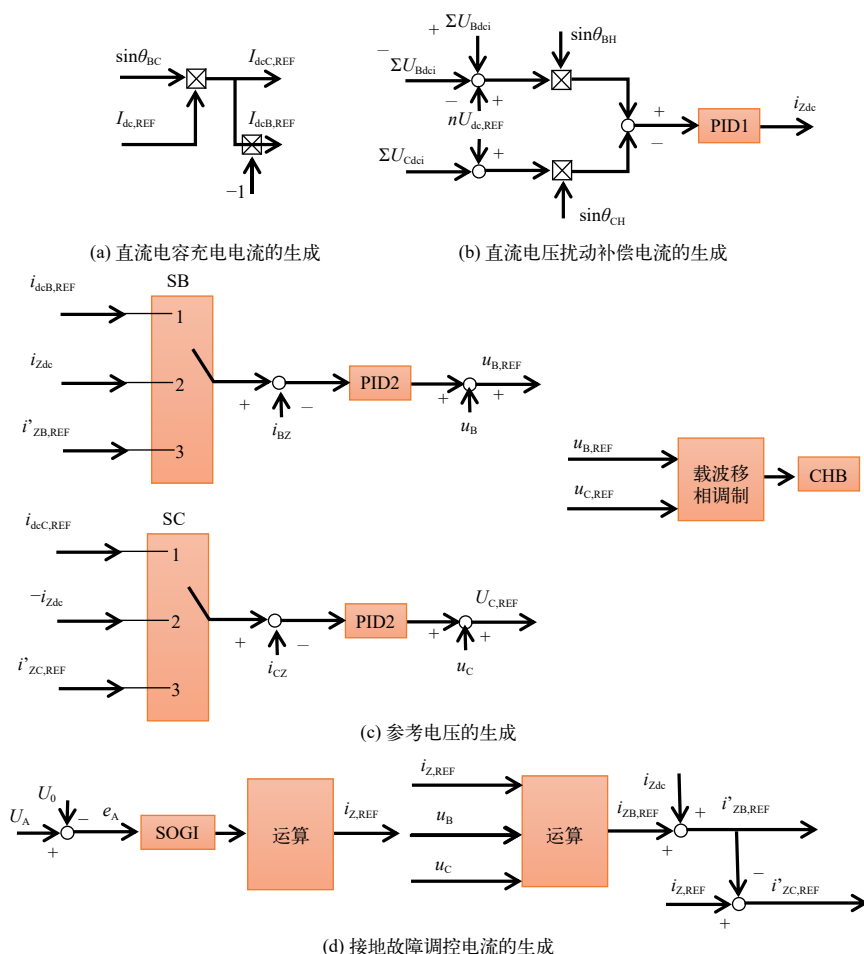 sinθBC
IdcC,REF
Idc,REF
IdcB,REF
−1
(a) 直流电容充电电流的生成
+ ΣUBdci
sinθBH
−
ΣUBdci
− +
nUdc,REF
+
ΣUCdci
sinθCH
+
−
PID1
iZdc
(b) 直流电压扰动补偿电流的生成
SB
idcB,REF
1
iZdc
2
i’ZB,REF
3
+
−
iBZ
PID2
+
uB,REF
+
uB
SC
idcC,REF
1
−iZdc
2
i’ZC,REF
3
+
−
iCZ
PID2
+
UC,REF
+
uC
uB,REF
uC,REF
载波移
相调制
CHB
(c) 参考电压的生成
U0
UA
−
+
eA
SOGI
运算
iZ,REF
iZ,REF
uB
uC
运算
iZB,REF
iZdc
+
+
i’ZB,REF
−
iZ,REF
+
i’ZC,REF
(d) 接地故障调控电流的生成